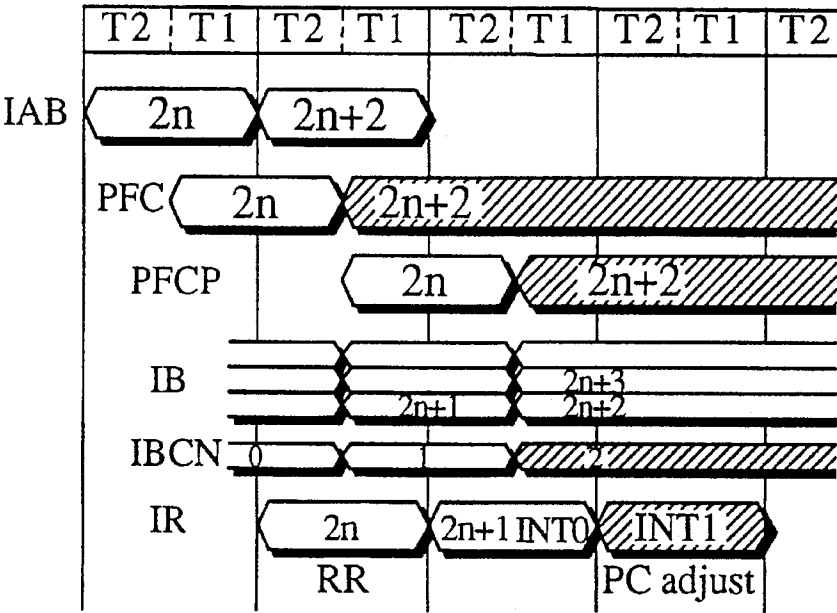 T2 T1 T2 T1 T2 T1 T2 T1 T2
IAB 2n 2n+2
PFC 2n 2n+2
PFCP 2n 2n+2
IB 2n+3
2n+1 2n+2
IBCN 0 1 2
IR 2n 2n+1 INT0 INT1
RR PC adjust